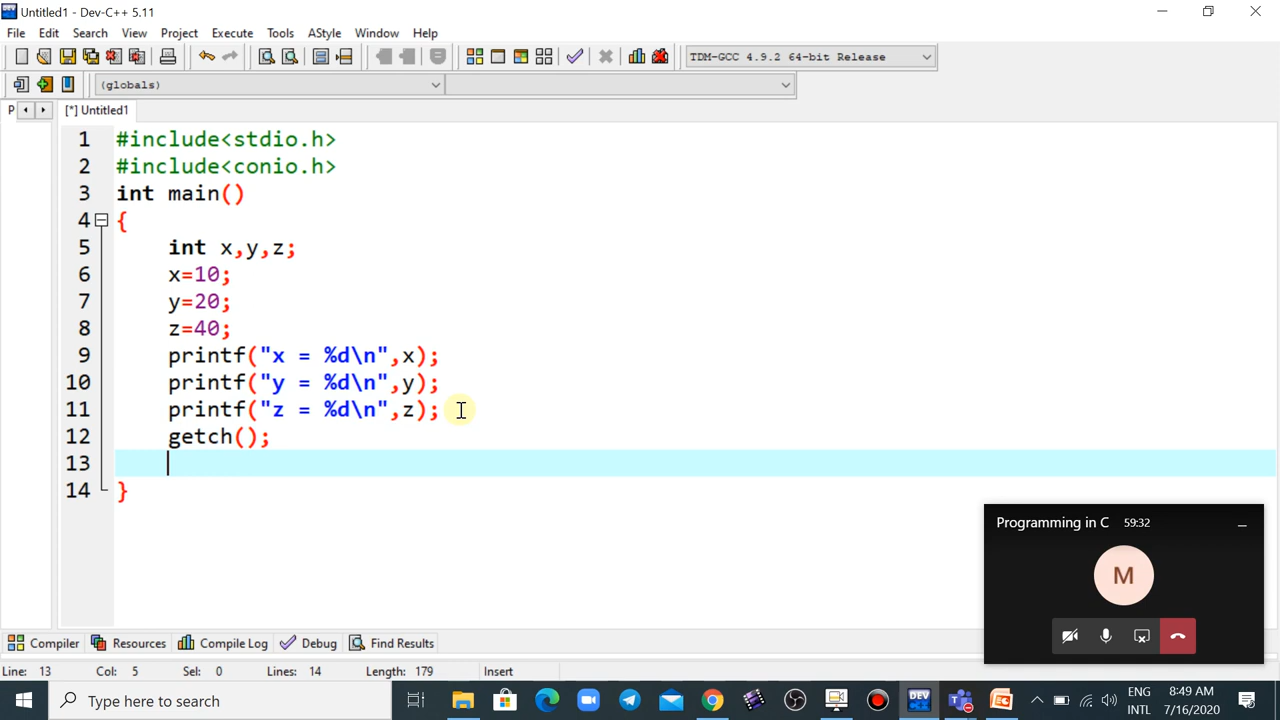 Untitled1 - Dev-C++ 5.11
File Edit Search View Project Execute Tools AStyle Window Help
TDM-GCC 4.9.2 64-bit Release
(globals)
P [*] Untitled1
1 #include<stdio.h>
2 #include<conio.h>
3 int main()
4 {
5 int x,y,z;
6 x=10;
7 y=20;
8 z=40;
9 printf("x = %d\n",x);
10 printf("y = %d\n",y);
11 printf("z = %d\n",z);
12 getch();
13
14 }
Programming in C 59:32
M
Compiler Resources Compile Log Debug Find Results
Line: 13 Col: 5 Sel: 0 Lines: 14 Length: 179 Insert
Type here to search
DEV
ENG
INTL
8:49 AM
7/16/2020